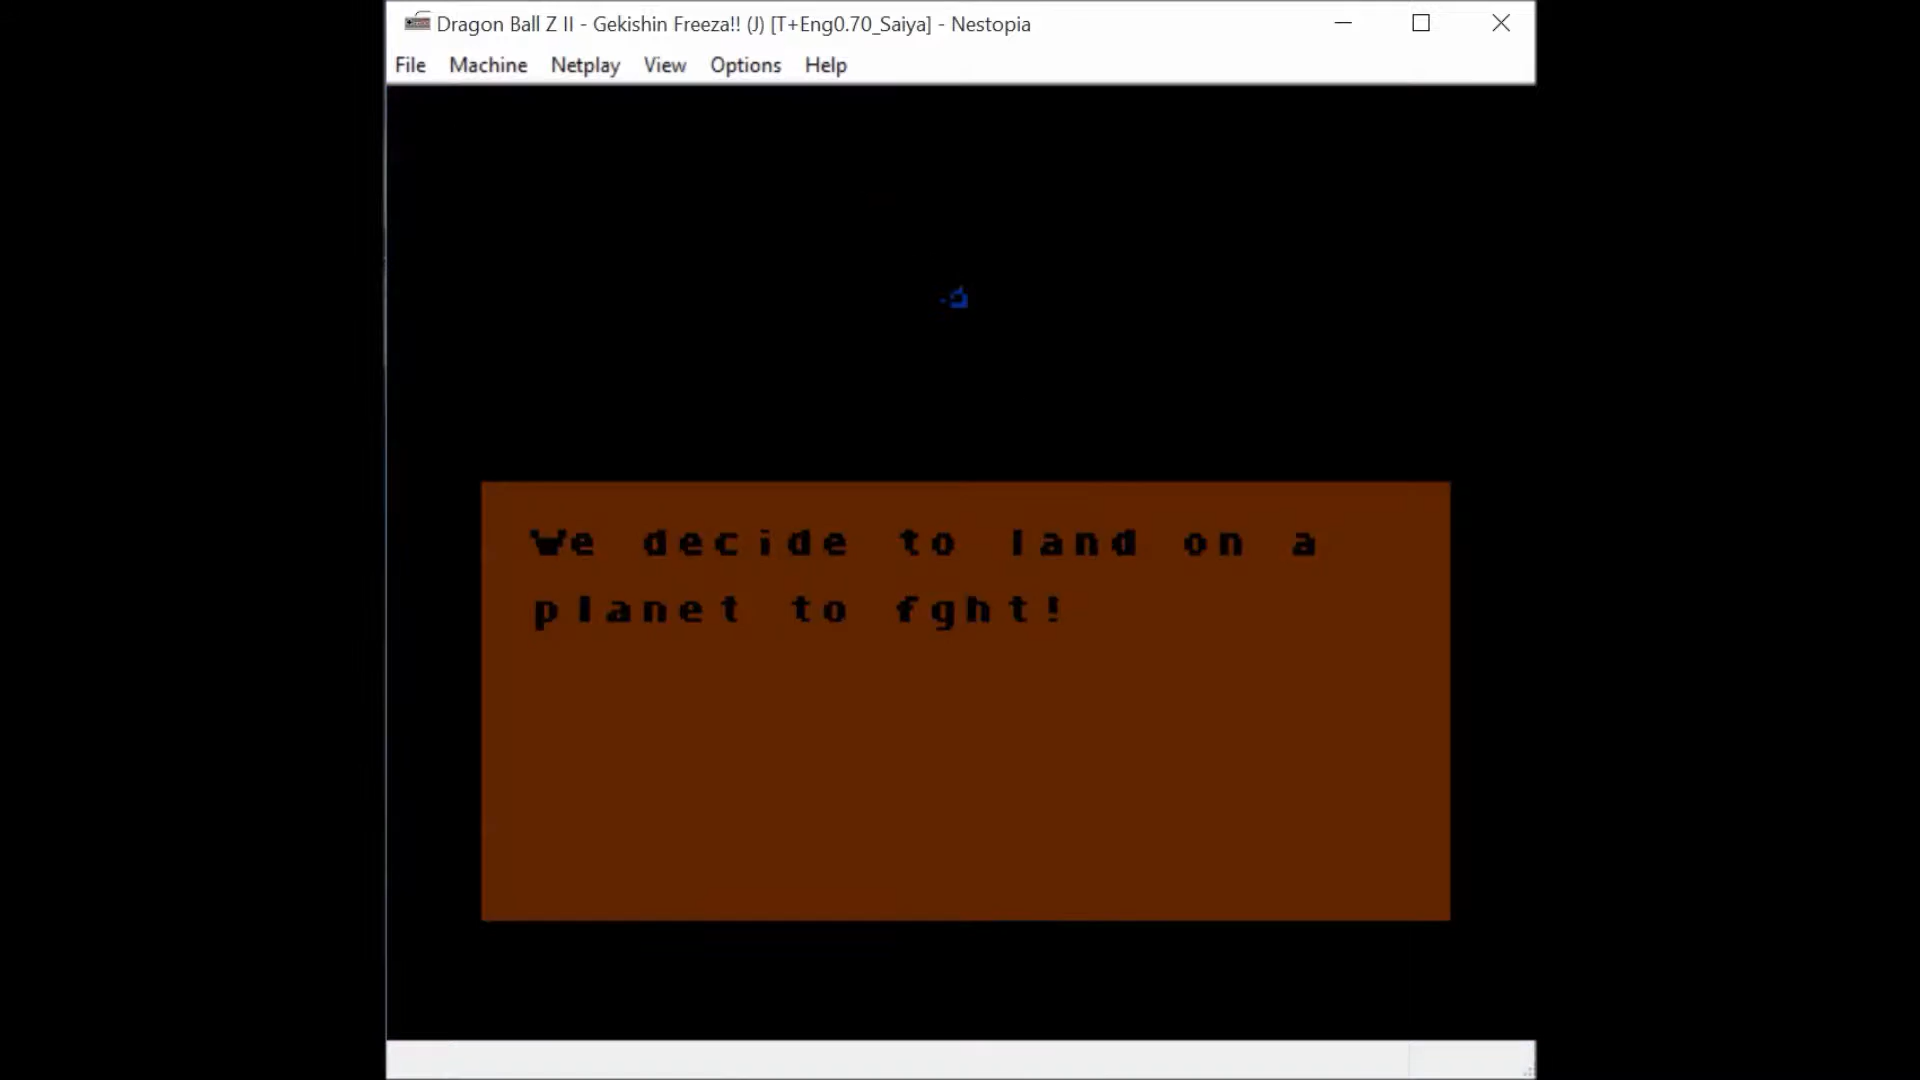 Dragon Ball Z II - Gekishin Freeza!! (J) [T+Eng0.70_Saiya] - Nestopia
File Machine Netplay View Options Help
We decide to land on a
planet to fght!